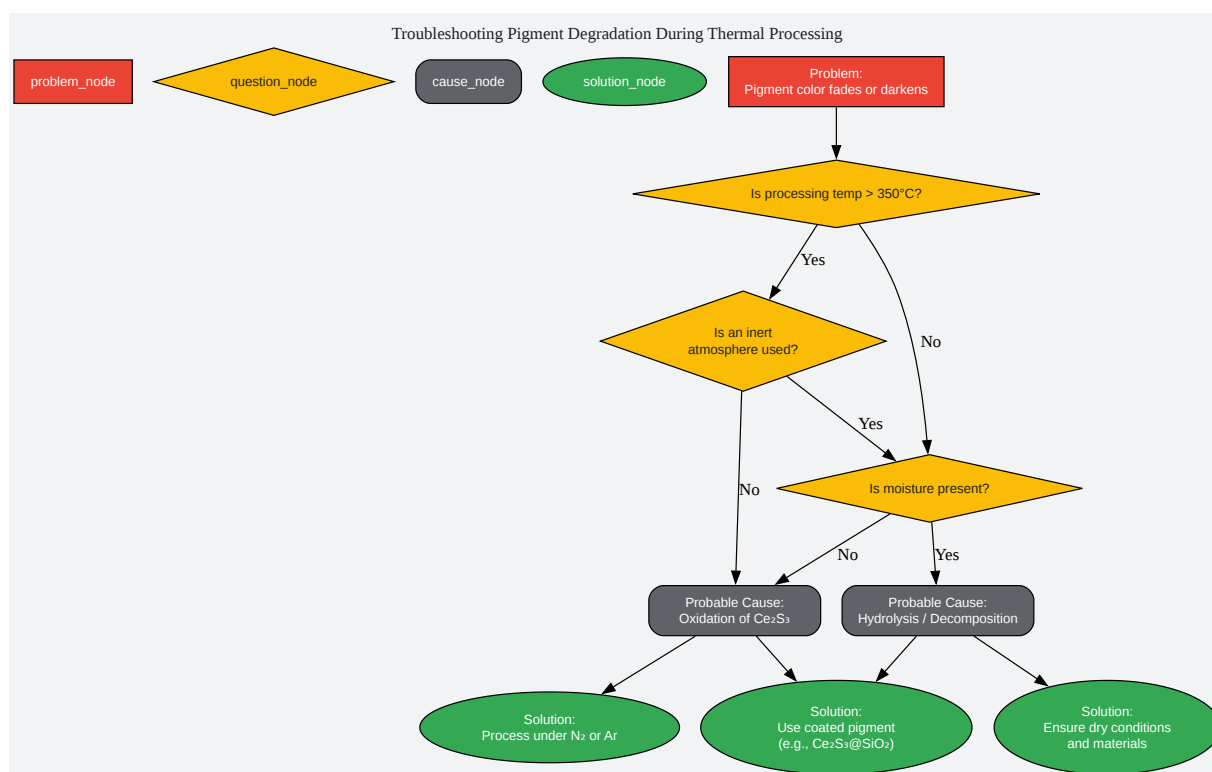 Troubleshooting Pigment Degradation During Thermal Processing
problem_node
question_node
cause_node
solution_node
Problem:
Pigment color fades or darkens
Is processing temp > 350°C?
Yes
Is an inert
atmosphere used?
No
Yes
Is moisture present?
No
No
Yes
Probable Cause:
Oxidation of Ce₂S₃
Probable Cause:
Hydrolysis / Decomposition
Solution:
Process under N₂ or Ar
Solution:
Use coated pigment
(e.g., Ce₂S₃@SiO₂)
Solution:
Ensure dry conditions
and materials